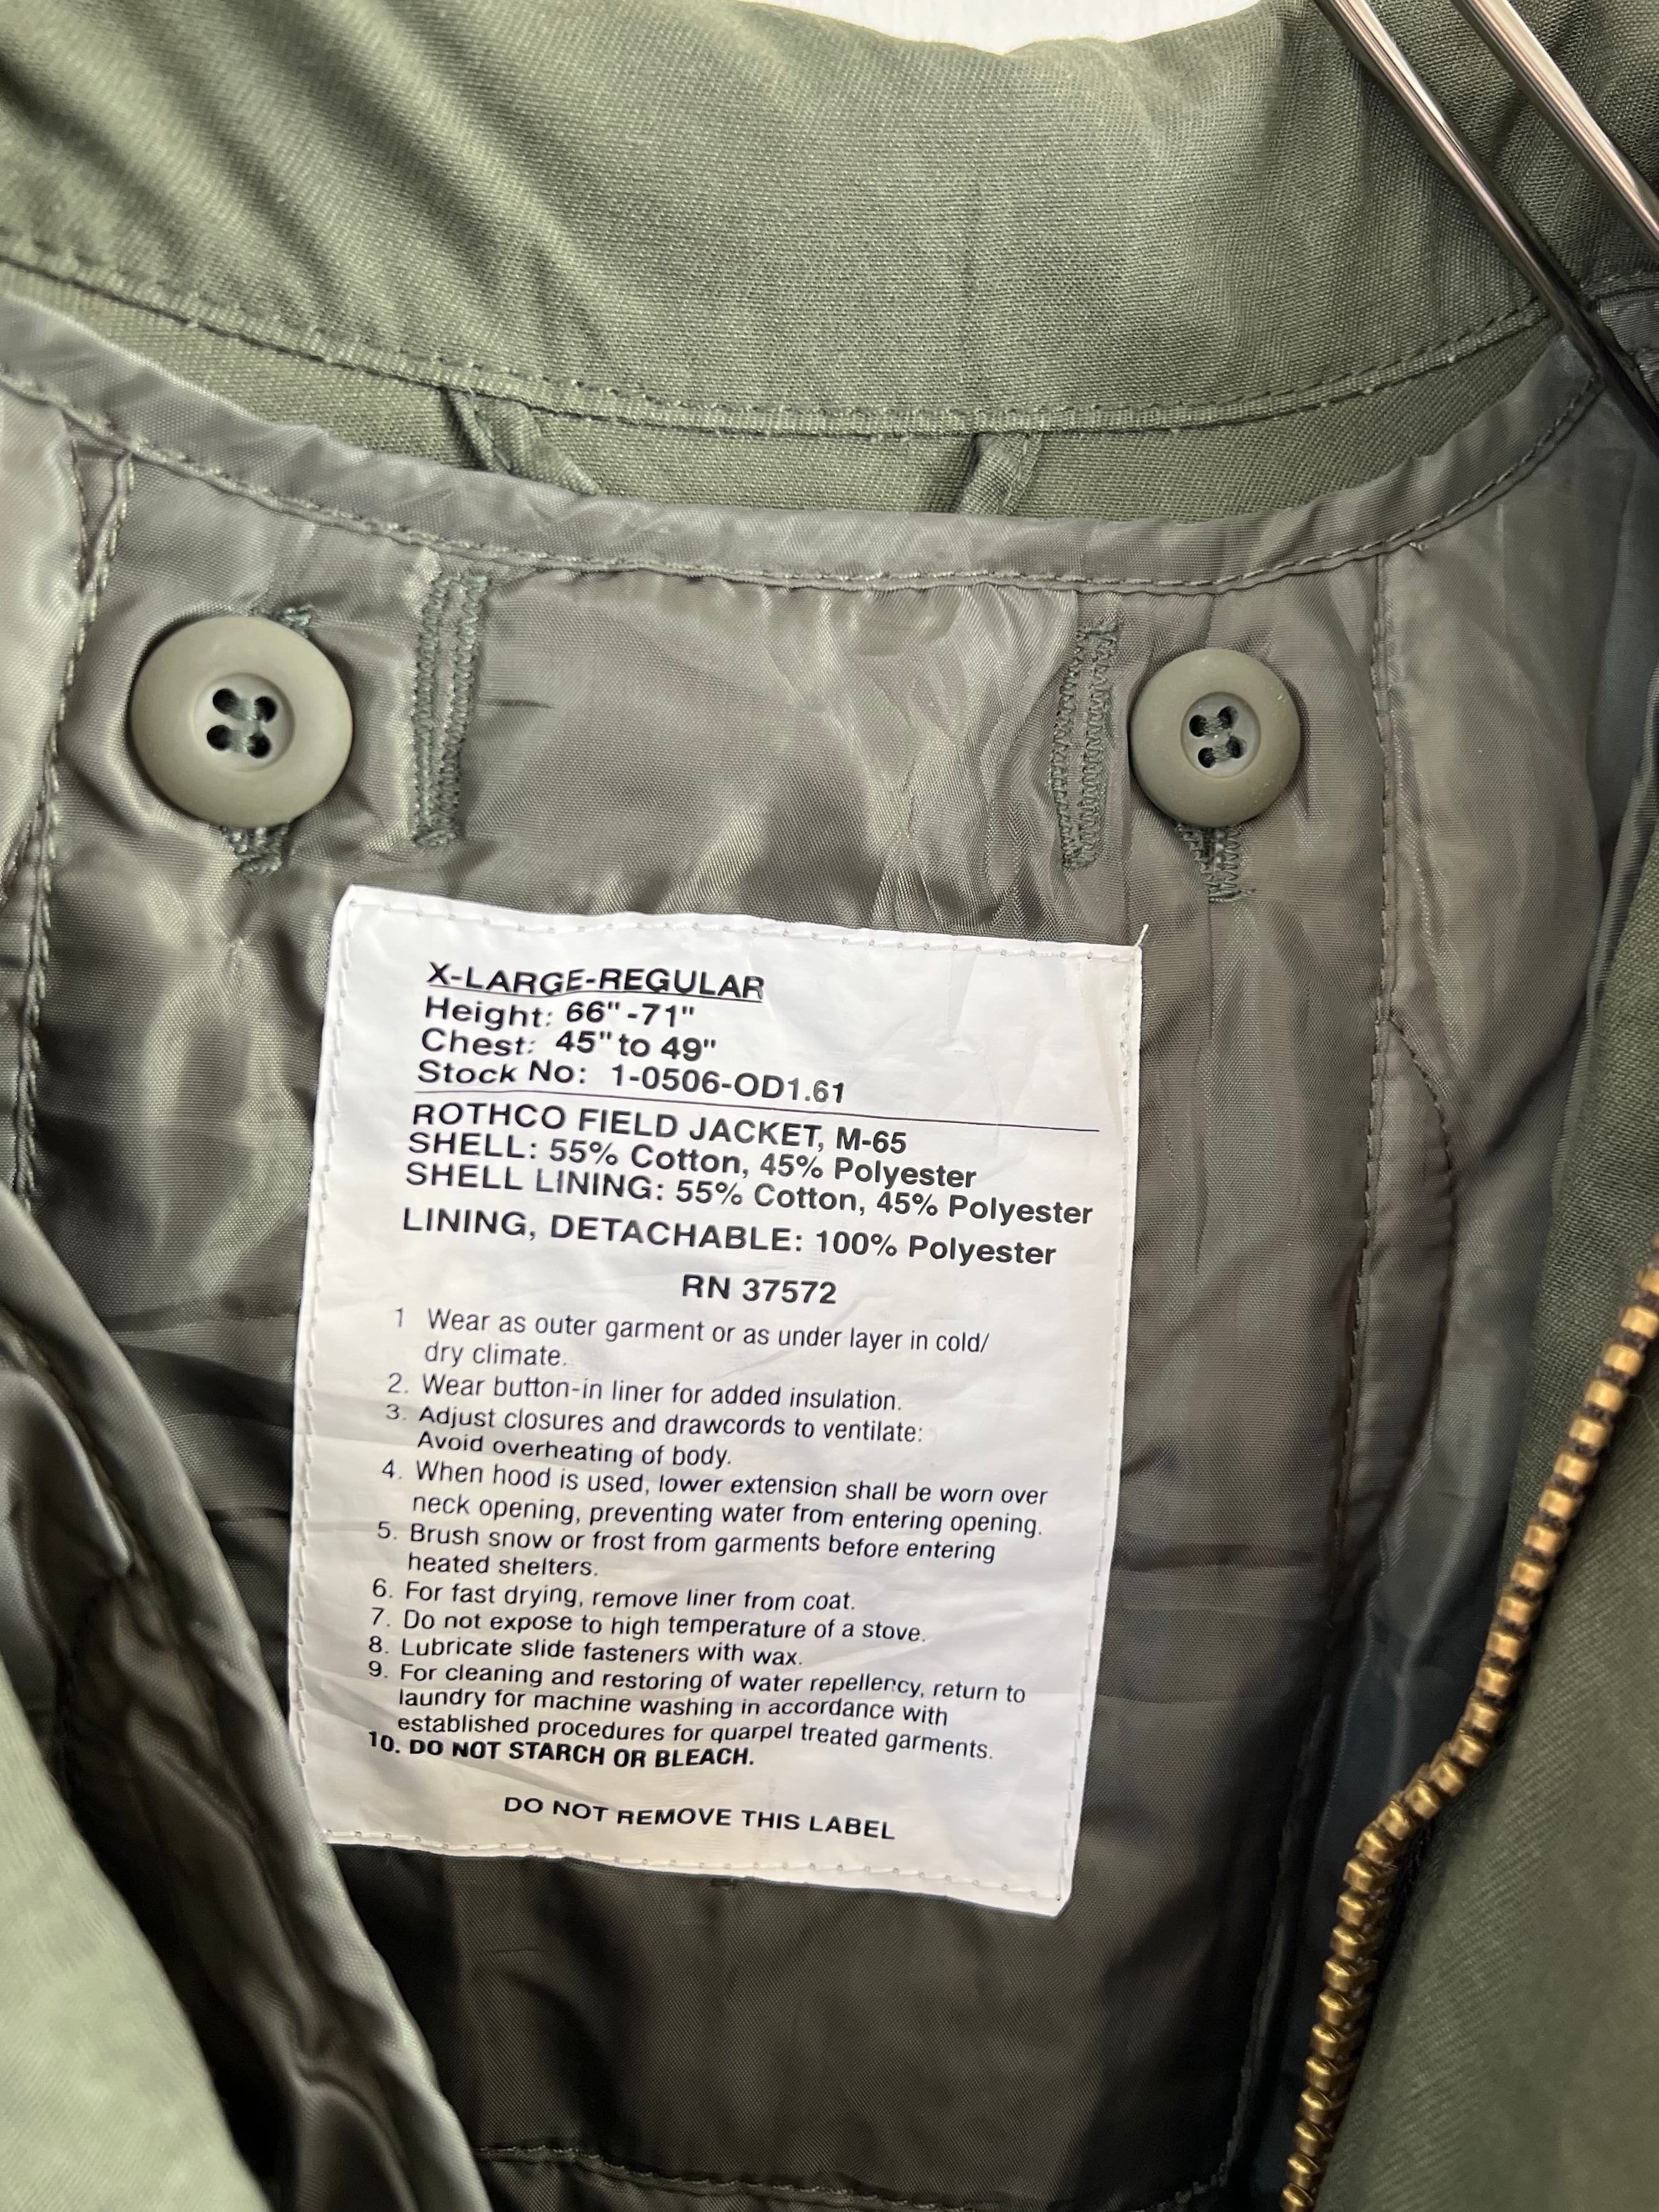 X-LARGE-REGULAR
Height: 66"-71"
Chest: 45" to 49"
Stock No: 1-0506-OD1.61
ROTHCO FIELD JACKET, M-65
SHELL: 55% Cotton, 45% Polyester
SHELL LINING: 55% Cotton, 45% Polyester
LINING, DETACHABLE: 100% Polyester
RN 37572
1 Wear as outer garment or as under layer in cold/
dry climate.
2. Wear button-in liner for added insulation.
3. Adjust closures and drawcords to ventilate:
Avoid overheating of body.
4. When hood is used, lower extension shall be worn over
neck opening, preventing water from entering opening.
5. Brush snow or frost from garments before entering
heated shelters.
6. For fast drying, remove liner from coat.
7. Do not expose to high temperature of a stove.
8. Lubricate slide fasteners with wax.
9. For cleaning and restoring of water repellency, return to
laundry for machine washing in accordance with
established procedures for quarpel treated garments.
10. DO NOT STARCH OR BLEACH.
DO NOT REMOVE THIS LABEL